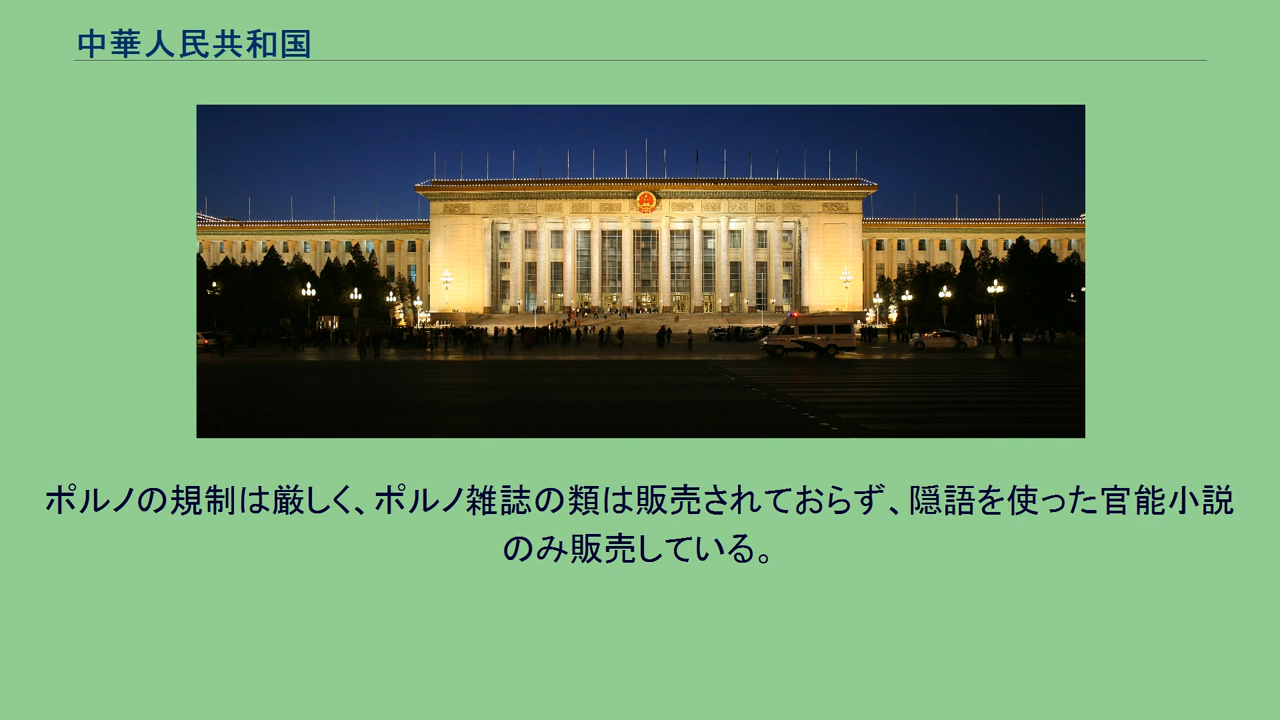 中華人民共和国
ポルノの規制は厳しく、ポルノ雑誌の類は販売されておらず、隠語を使った官能小説
のみ販売している。